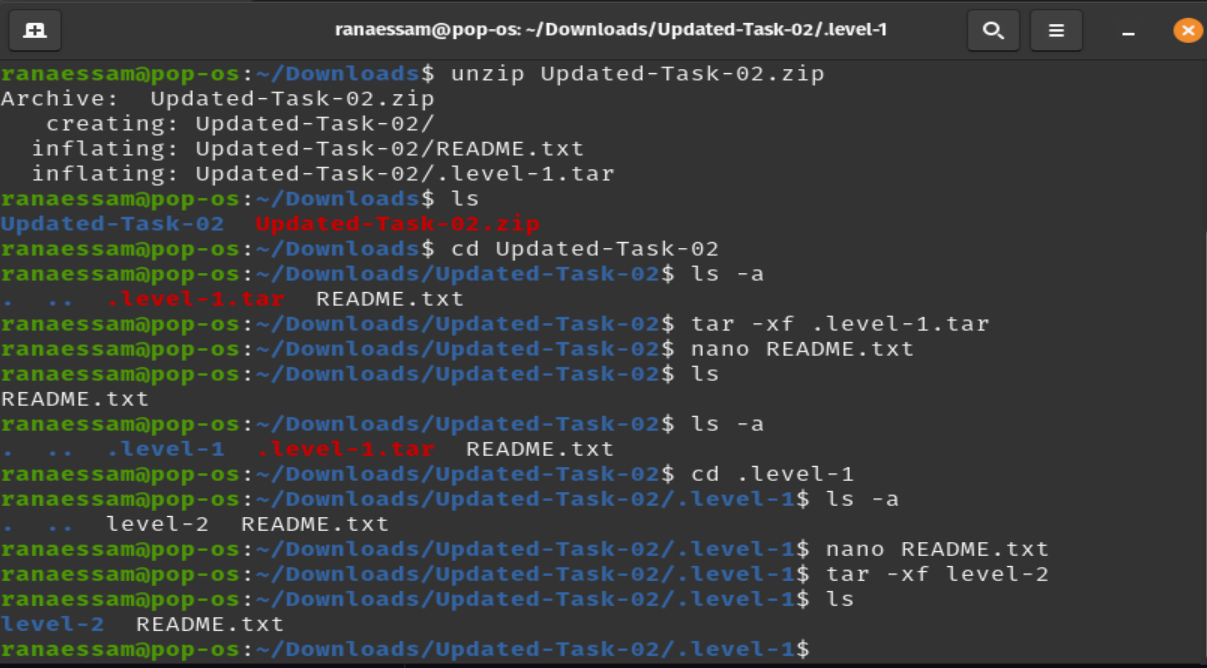 ranaessam@pop-os: ~/Downloads/Updated-Task-02/.level-1
ranaessam@pop-os:~/Downloads$ unzip Updated-Task-02.zip
Archive:  Updated-Task-02.zip
   creating: Updated-Task-02/
  inflating: Updated-Task-02/README.txt
  inflating: Updated-Task-02/.level-1.tar
ranaessam@pop-os:~/Downloads$ ls
Updated-Task-02  Updated-Task-02.zip
ranaessam@pop-os:~/Downloads$ cd Updated-Task-02
ranaessam@pop-os:~/Downloads/Updated-Task-02$ ls -a
.  ..  .level-1.tar  README.txt
ranaessam@pop-os:~/Downloads/Updated-Task-02$ tar -xf .level-1.tar
ranaessam@pop-os:~/Downloads/Updated-Task-02$ nano README.txt
ranaessam@pop-os:~/Downloads/Updated-Task-02$ ls
README.txt
ranaessam@pop-os:~/Downloads/Updated-Task-02$ ls -a
.  ..  .level-1  .level-1.tar  README.txt
ranaessam@pop-os:~/Downloads/Updated-Task-02$ cd .level-1
ranaessam@pop-os:~/Downloads/Updated-Task-02/.level-1$ ls -a
.  ..  level-2  README.txt
ranaessam@pop-os:~/Downloads/Updated-Task-02/.level-1$ nano README.txt
ranaessam@pop-os:~/Downloads/Updated-Task-02/.level-1$ tar -xf level-2
ranaessam@pop-os:~/Downloads/Updated-Task-02/.level-1$ ls
level-2  README.txt
ranaessam@pop-os:~/Downloads/Updated-Task-02/.level-1$